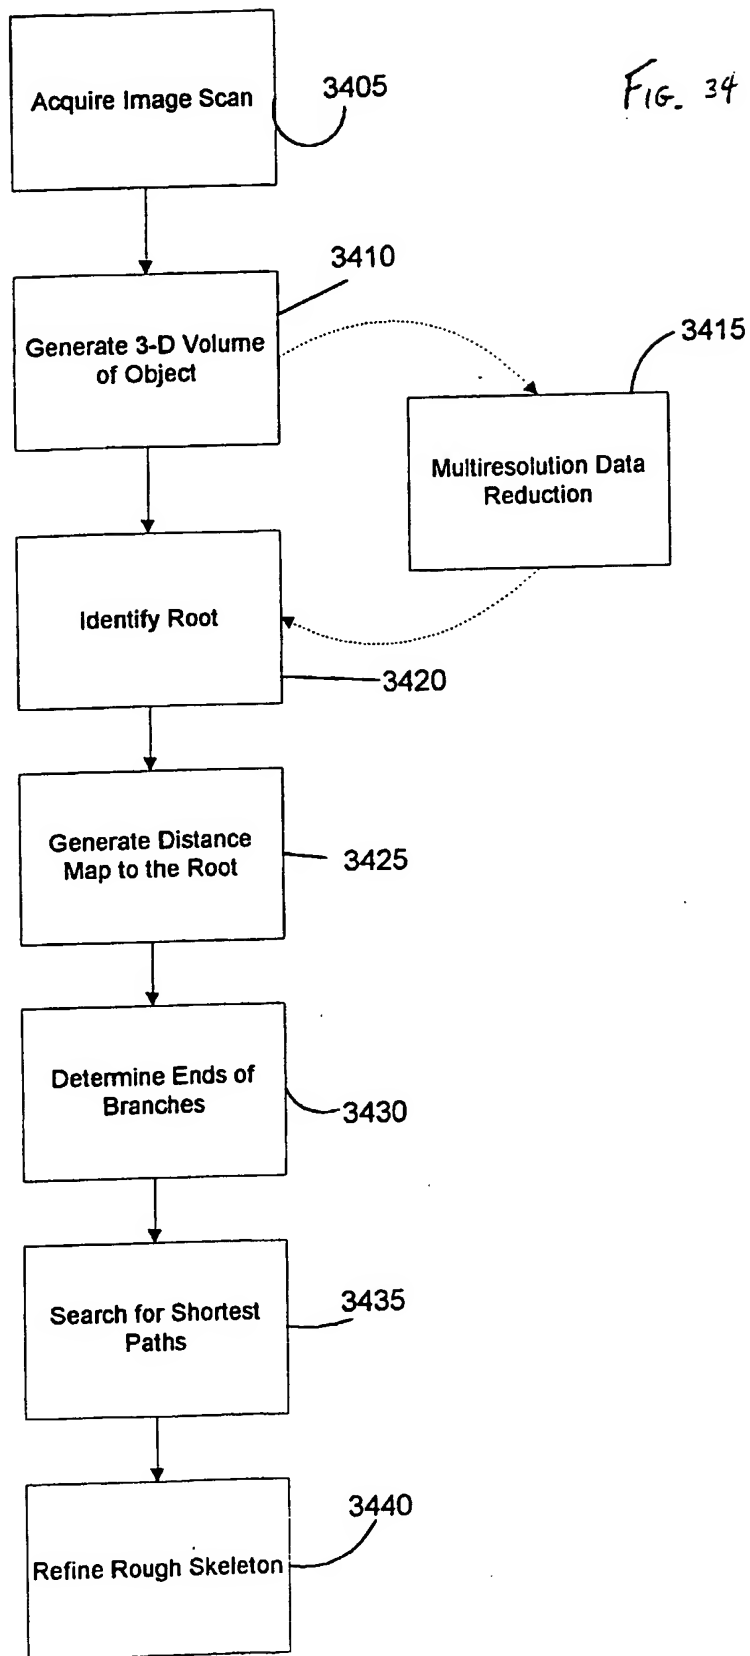 Acquire Image Scan
3405
FIG. 34
3410
Generate 3-D Volume
of Object
3415
Multiresolution Data
Reduction
Identify Root
3420
Generate Distance
Map to the Root
3425
Determine Ends of
Branches
3430
Search for Shortest
Paths
3435
3440
Refine Rough Skeleton